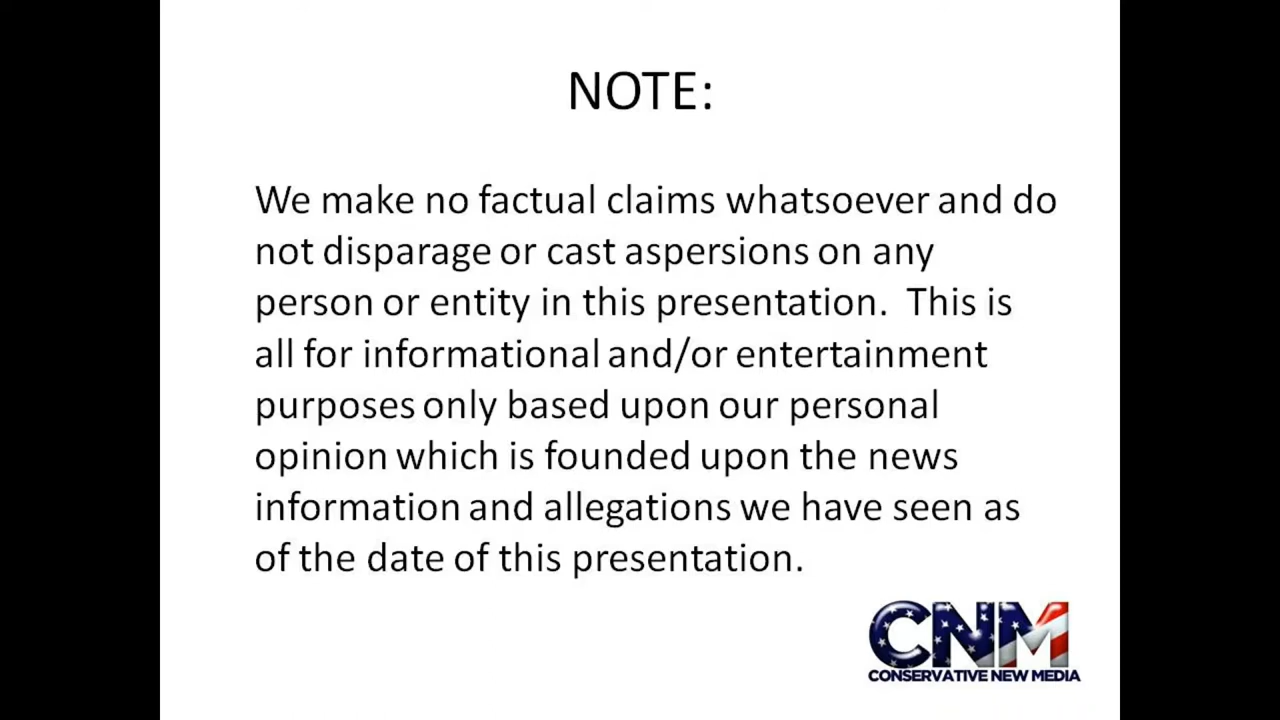 NOTE:
We make no factual claims whatsoever and do
not disparage or cast aspersions on any
person or entity in this presentation.  This is
all for informational and/or entertainment
purposes only based upon our personal
opinion which is founded upon the news
information and allegations we have seen as
of the date of this presentation.
CNM
CONSERVATIVE NEW MEDIA